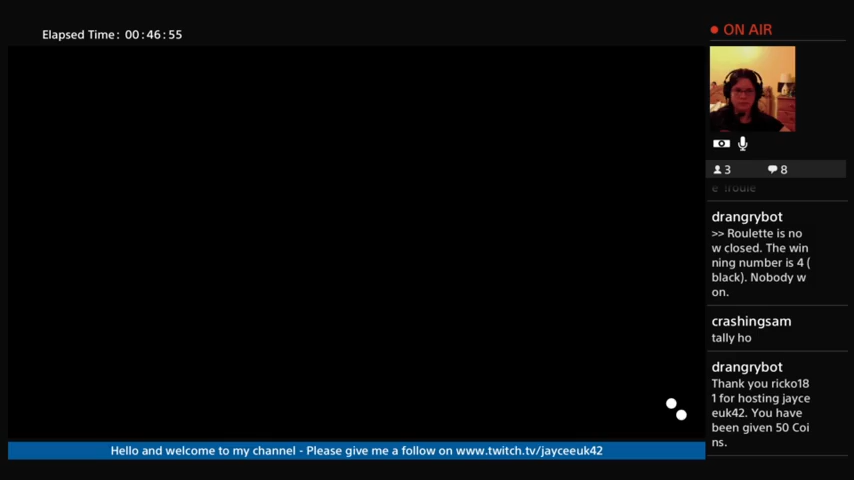 Elapsed Time: 00:46:55
ON AIR
3 8
drangrybot
>> Roulette is no
w closed. The win
ning number is 4 (
black). Nobody w
on.
crashingsam
tally ho
drangrybot
Thank you ricko18
1 for hosting jayce
euk42. You have
been given 50 Coi
ns.
Hello and welcome to my channel - Please give me a follow on www.twitch.tv/jayceeuk42